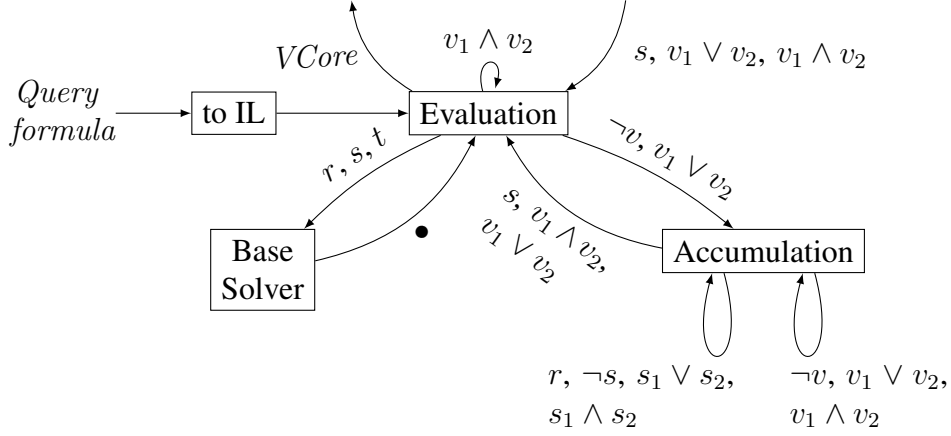 v₁ ∧ v₂
VCore
s, v₁ ∨ v₂, v₁ ∧ v₂
Query
formula
to IL
Evaluation
r, s, t
¬v, v₁ ∨ v₂
s, v₁ ∧ v₂,
v₁ ∨ v₂
•
Base
Solver
Accumulation
r, ¬s, s₁ ∨ s₂,
s₁ ∧ s₂
¬v, v₁ ∨ v₂,
v₁ ∧ v₂